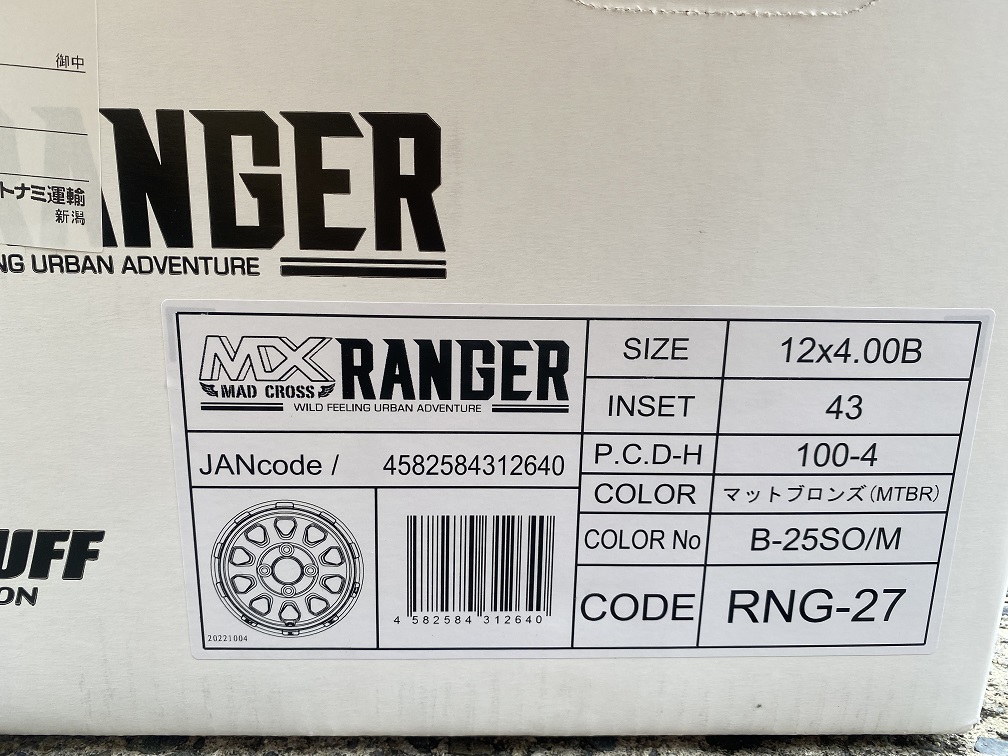 御中
トナミ運輸
新潟
RANGER
NG URBAN ADVENTURE
MX
MAD CROSS
RANGER
WILD FEELING URBAN ADVENTURE
SIZE 12x4.00B
INSET 43
P.C.D-H 100-4
JANcode / 4582584312640
COLOR マットブロンズ(MTBR)
COLOR No B-25SO/M
CODE RNG-27
20221004
4 582584 312640
UFF
ON